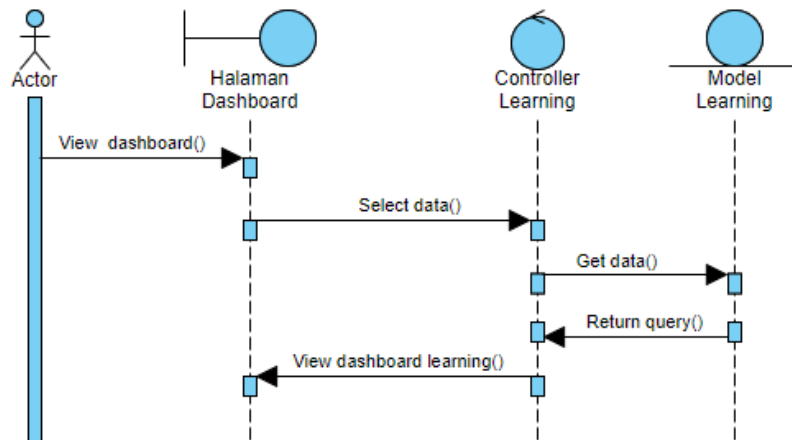 Actor
Halaman
Dashboard
Controller
Learning
Model
Learning
View dashboard()
Select data()
Get data()
Return query()
View dashboard learning()